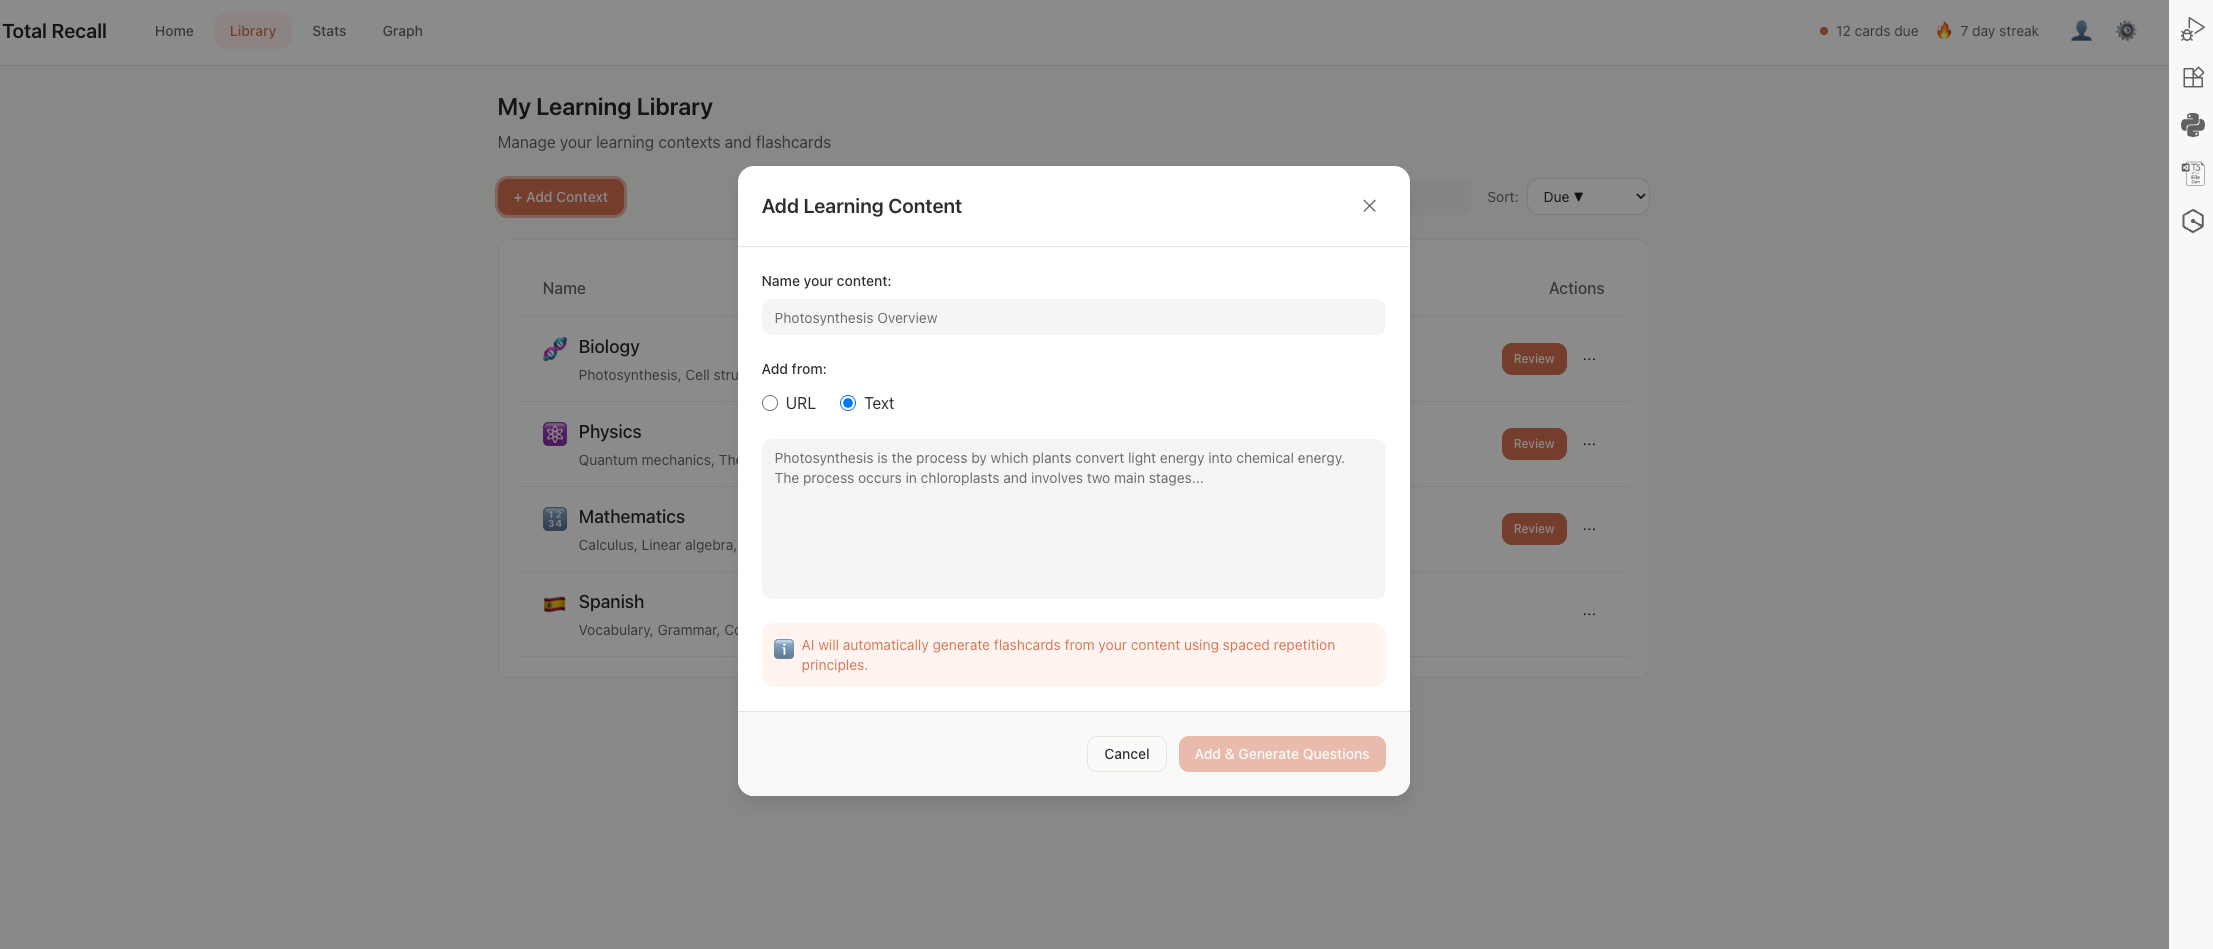 Total Recall
Home
Library
Stats
Graph
12 cards due
7 day streak
My Learning Library
Manage your learning contexts and flashcards
+ Add Context
Sort:
Due ▼
Name
Actions
Biology
Photosynthesis, Cell stru
Review
...
Physics
Quantum mechanics, The
Review
...
Mathematics
Calculus, Linear algebra,
Review
...
Spanish
Vocabulary, Grammar, Co
...
Add Learning Content
Name your content:
Photosynthesis Overview
Add from:
URL
Text
Photosynthesis is the process by which plants convert light energy into chemical energy.
The process occurs in chloroplasts and involves two main stages...
AI will automatically generate flashcards from your content using spaced repetition
principles.
Cancel
Add & Generate Questions